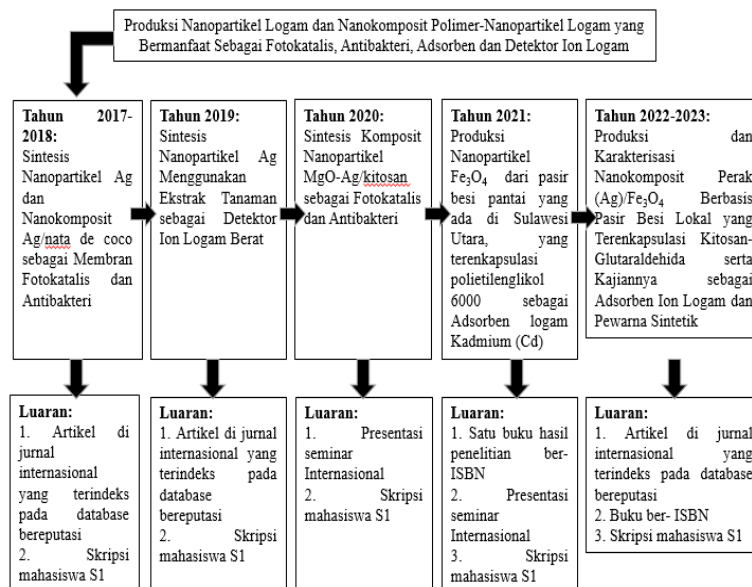 Produksi Nanopartikel Logam dan Nanokomposit Polimer-Nanopartikel Logam yang
Bermanfaat Sebagai Fotokatalis, Antibakteri, Adsorben dan Detektor Ion Logam
Tahun 2017-
2018:
Sintesis
Nanopartikel Ag
dan
Nanokomposit
Ag/nata de coco
sebagai Membran
Fotokatalis dan
Antibakteri
Tahun 2019:
Sintesis
Nanopartikel Ag
Menggunakan
Ekstrak Tanaman
sebagai Detektor
Ion Logam Berat
Tahun 2020:
Sintesis Komposit
Nanopartikel
MgO-Ag/kitosan
sebagai Fotokatalis
dan Antibakteri
Tahun 2021:
Produksi
Nanopartikel
Fe₃O₄ dari pasir
besi pantai yang
ada di Sulawesi
Utara, yang
terenkapsulasi
polietilenglikol
6000 sebagai
Adsorben logam
Kadmium (Cd)
Tahun 2022-2023:
Produksi dan
Karakterisasi
Nanokomposit Perak
(Ag)/Fe₃O₄ Berbasis
Pasir Besi Lokal yang
Terenkapsulasi Kitosan-
Glutaraldehida serta
Kajiannya sebagai
Adsorben Ion Logam dan
Pewarna Sintetik
Luaran:
1. Artikel di
jurnal
internasional
yang terindeks
pada database
bereputasi
2. Skripsi
mahasiswa S1
Luaran:
1. Artikel di jurnal
internasional yang
terindeks pada
database
bereputasi
2. Skripsi
mahasiswa S1
Luaran:
1. Presentasi
seminar
Internasional
2. Skripsi
mahasiswa S1
Luaran:
1. Satu buku hasil
penelitian ber-
ISBN
2. Presentasi
seminar
Internasional
3. Skripsi
mahasiswa S1
Luaran:
1. Artikel di jurnal
internasional yang
terindeks pada database
bereputasi
2. Buku ber- ISBN
3. Skripsi mahasiswa S1